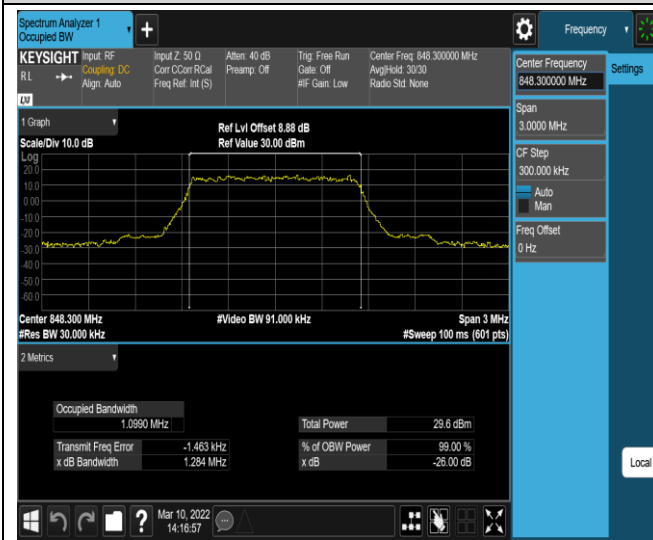 Spectrum Analyzer 1
Occupied BW
+
Frequency
KEYSIGHT
RL
LXI
Input: RF
Coupling: DC
Align: Auto
Input Z: 50 Ω
Corr CCorr RCal
Freq Ref: Int (S)
Atten: 40 dB
Preamp: Off
Trig: Free Run
Gate: Off
#IF Gain: Low
Center Freq: 848.300000 MHz
Avg|Hold: 30/30
Radio Std: None
Center Frequency
848.300000 MHz
Settings
Span
3.0000 MHz
CF Step
300.000 kHz
Auto
Man
Freq Offset
0 Hz
1 Graph
Scale/Div 10.0 dB
Ref Lvl Offset 8.88 dB
Ref Value 30.00 dBm
Log
20.0
10.0
0.00
-10.0
-20.0
-30.0
-40.0
-50.0
-60.0
Center 848.300 MHz
#Video BW 91.000 kHz
Span 3 MHz
#Res BW 30.000 kHz
#Sweep 100 ms (601 pts)
2 Metrics
Occupied Bandwidth
1.0990 MHz
Total Power 29.6 dBm
Transmit Freq Error -1.463 kHz
% of OBW Power 99.00 %
x dB Bandwidth 1.284 MHz
x dB -26.00 dB
Local
?
Mar 10, 2022
14:16:57